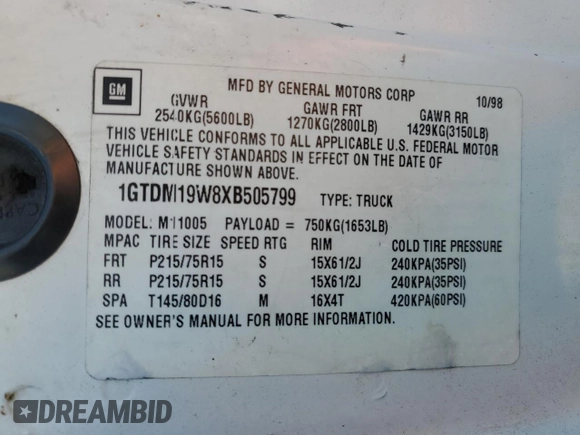 GM
MFD BY GENERAL MOTORS CORP 10/98
GVWR GAWR FRT GAWR RR
2540KG(5600LB) 1270KG(2800LB) 1429KG(3150LB)
THIS VEHICLE CONFORMS TO ALL APPLICABLE U.S. FEDERAL MOTOR
VEHICLE SAFETY STANDARDS IN EFFECT ON THE DATE OF
MANUFACTURE SHOWN ABOVE.
1GTDM19W8XB505799 TYPE: TRUCK
MODEL: M11005 PAYLOAD = 750KG(1653LB)
MPAC TIRE SIZE SPEED RTG RIM COLD TIRE PRESSURE
FRT P215/75R15 S 15X61/2J 240KPA(35PSI)
RR P215/75R15 S 15X61/2J 240KPA(35PSI)
SPA T145/80D16 M 16X4T 420KPA(60PSI)
SEE OWNER'S MANUAL FOR MORE INFORMATION.
DREAMBID